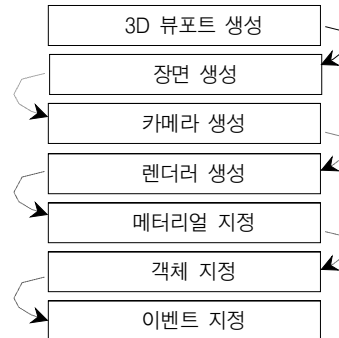 3D 뷰포트 생성
장면 생성
카메라 생성
렌더러 생성
메터리얼 지정
객체 지정
이벤트 지정